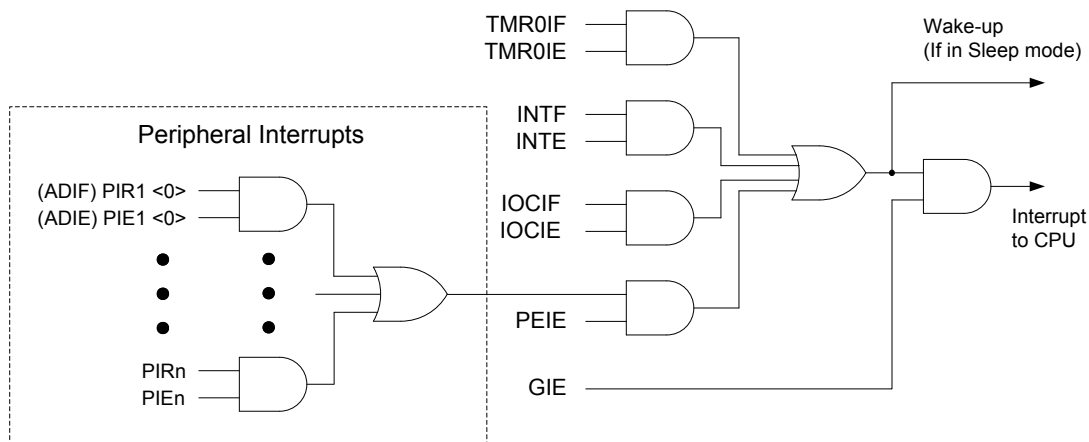 TMR0IF
TMR0IE
Wake-up
(If in Sleep mode)
INTF
INTE
Peripheral Interrupts
(ADIF) PIR1 <0>
(ADIE) PIE1 <0>
IOCIF
IOCIE
Interrupt
to CPU
PEIE
PIRn
PIEn
GIE